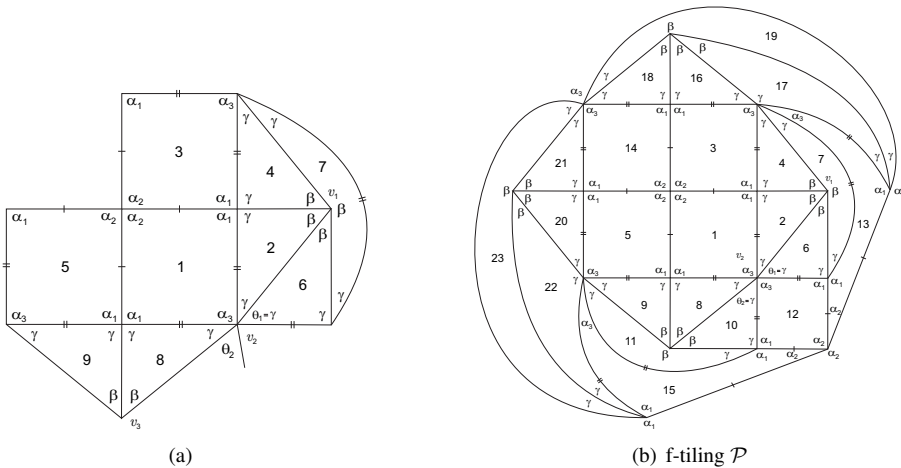 α₁ α₃
γ γ
3 4 7
α₂ α₁ γ β v₁
α₁ α₂ α₂ α₁ γ β β
β
5 1 2 6
α₃ α₁ α₁ α₃ γ θ₁=γ γ
γ γ γ γ θ₂ v₂
9 8
β β
v₃
(a)
β 19
β β β
γ 18 16 17
α₃ γ γ γ γ γ
α₃ α₁ α₁ α₃ α₃
γ γ γ γ γ γ
14 3 4 7
21 α₁ α₁
β β α₁ α₂ α₂ α₁ γ β v₁
β β α₁ α₂ α₂ α₁ γ β β
20 5 1 2 13
23 v₂ 6
γ γ θ₁=γ γ
α₃ α₁ α₁ α₃ α₃ α₁ α₁
22 γ γ γ γ γ θ₂=γ
9 8 12 α₂
α₃ 11 10
β β β γ α₂
β α₁ α₂ α₂
15
γ γ α₁
α₁
(b) f-tiling 𝒫